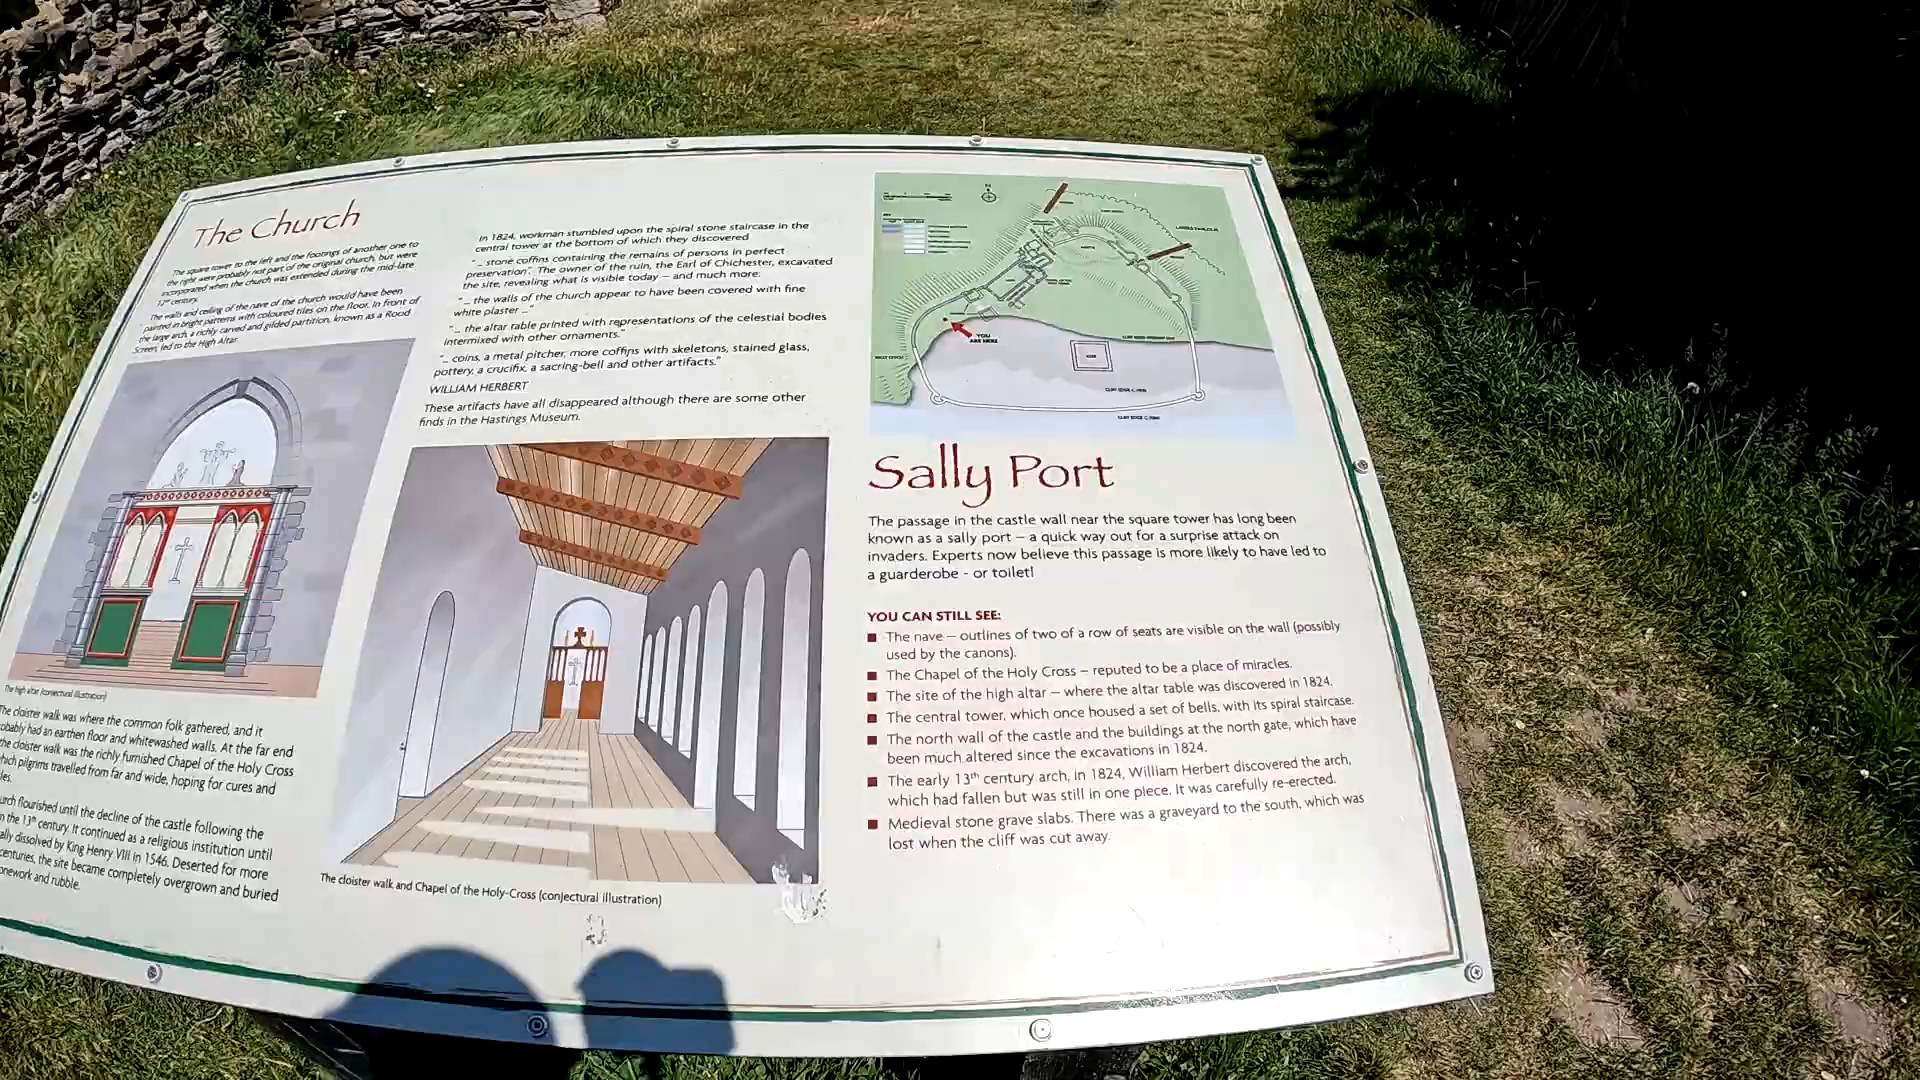 The Church
The square tower to the left and the footings of another one to
the right were probably not part of the original church, but were
incorporated when the church was extended during the mid-late
12th century.
The walls and ceiling of the nave of the church would have been
painted in bright patterns with coloured tiles on the floor. In front of
the large arch, a richly carved and gilded partition, known as a Rood
Screen, led to the High Altar.
The high altar (conjectural illustration)
The cloister walk was where the common folk gathered, and it
obably had an earthen floor and whitewashed walls. At the far end
the cloister walk was the richly furnished Chapel of the Holy Cross
hich pilgrims travelled from far and wide, hoping for cures and
les.
urch flourished until the decline of the castle following the
n the 13th century. It continued as a religious institution until
ally dissolved by King Henry VIII in 1546. Deserted for more
centuries, the site became completely overgrown and buried
onework and rubble.
In 1824, workman stumbled upon the spiral stone staircase in the
central tower at the bottom of which they discovered
"... stone coffins containing the remains of persons in perfect
preservation". The owner of the ruin, the Earl of Chichester, excavated
the site, revealing what is visible today – and much more:
"... the walls of the church appear to have been covered with fine
white plaster ..."
"... the altar table printed with representations of the celestial bodies
intermixed with other ornaments."
"... coins, a metal pitcher, more coffins with skeletons, stained glass,
pottery, a crucifix, a sacring-bell and other artifacts."
WILLIAM HERBERT
These artifacts have all disappeared although there are some other
finds in the Hastings Museum.
The cloister walk and Chapel of the Holy-Cross (conjectural illustration)
N
YOU
ARE HERE
Sally Port
The passage in the castle wall near the square tower has long been
known as a sally port – a quick way out for a surprise attack on
invaders. Experts now believe this passage is more likely to have led to
a guarderobe - or toilet!
YOU CAN STILL SEE:
The nave – outlines of two of a row of seats are visible on the wall (possibly
used by the canons).
The Chapel of the Holy Cross – reputed to be a place of miracles.
The site of the high altar – where the altar table was discovered in 1824.
The central tower, which once housed a set of bells, with its spiral staircase.
The north wall of the castle and the buildings at the north gate, which have
been much altered since the excavations in 1824.
The early 13th century arch, in 1824, William Herbert discovered the arch,
which had fallen but was still in one piece. It was carefully re-erected.
Medieval stone grave slabs. There was a graveyard to the south, which was
lost when the cliff was cut away.